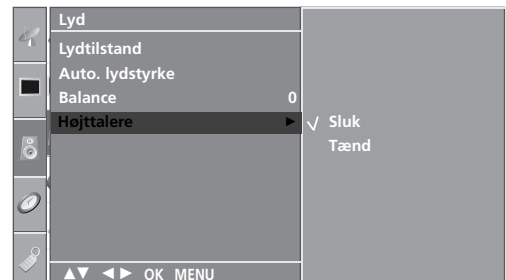 Lyd
Lydtilstand
Auto. lydstyrke
Balance 0
Højttalere ► √ Sluk
Tænd
▲▼ ◄► OK MENU